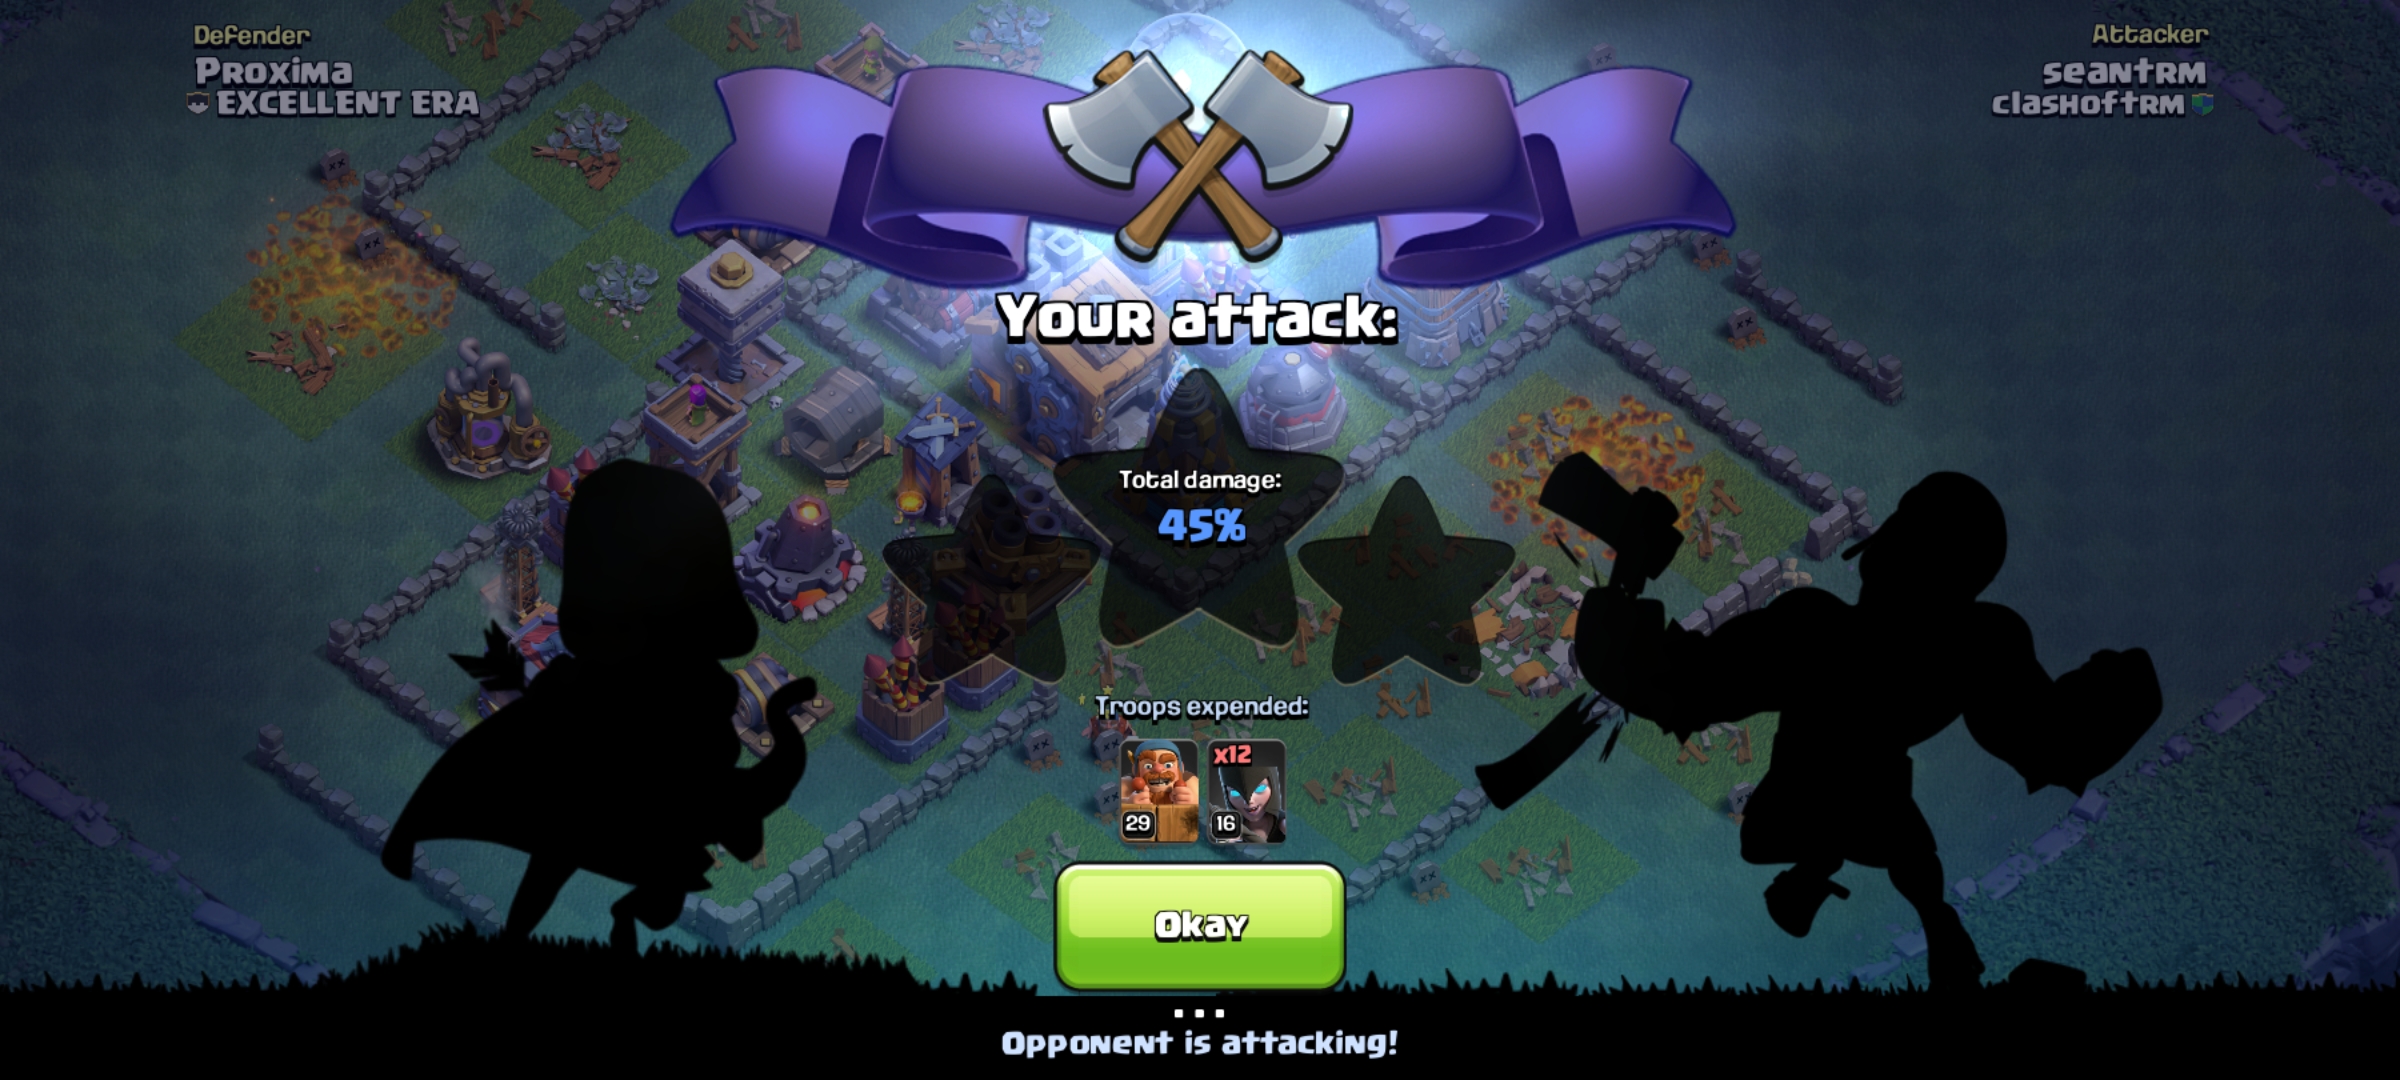 Defender
Proxima
EXCELLENT ERA
Attacker
seantrm
clashoftrm
Your attack:
Total damage:
45%
Troops expended:
29
x12
16
Okay
...
Opponent is attacking!